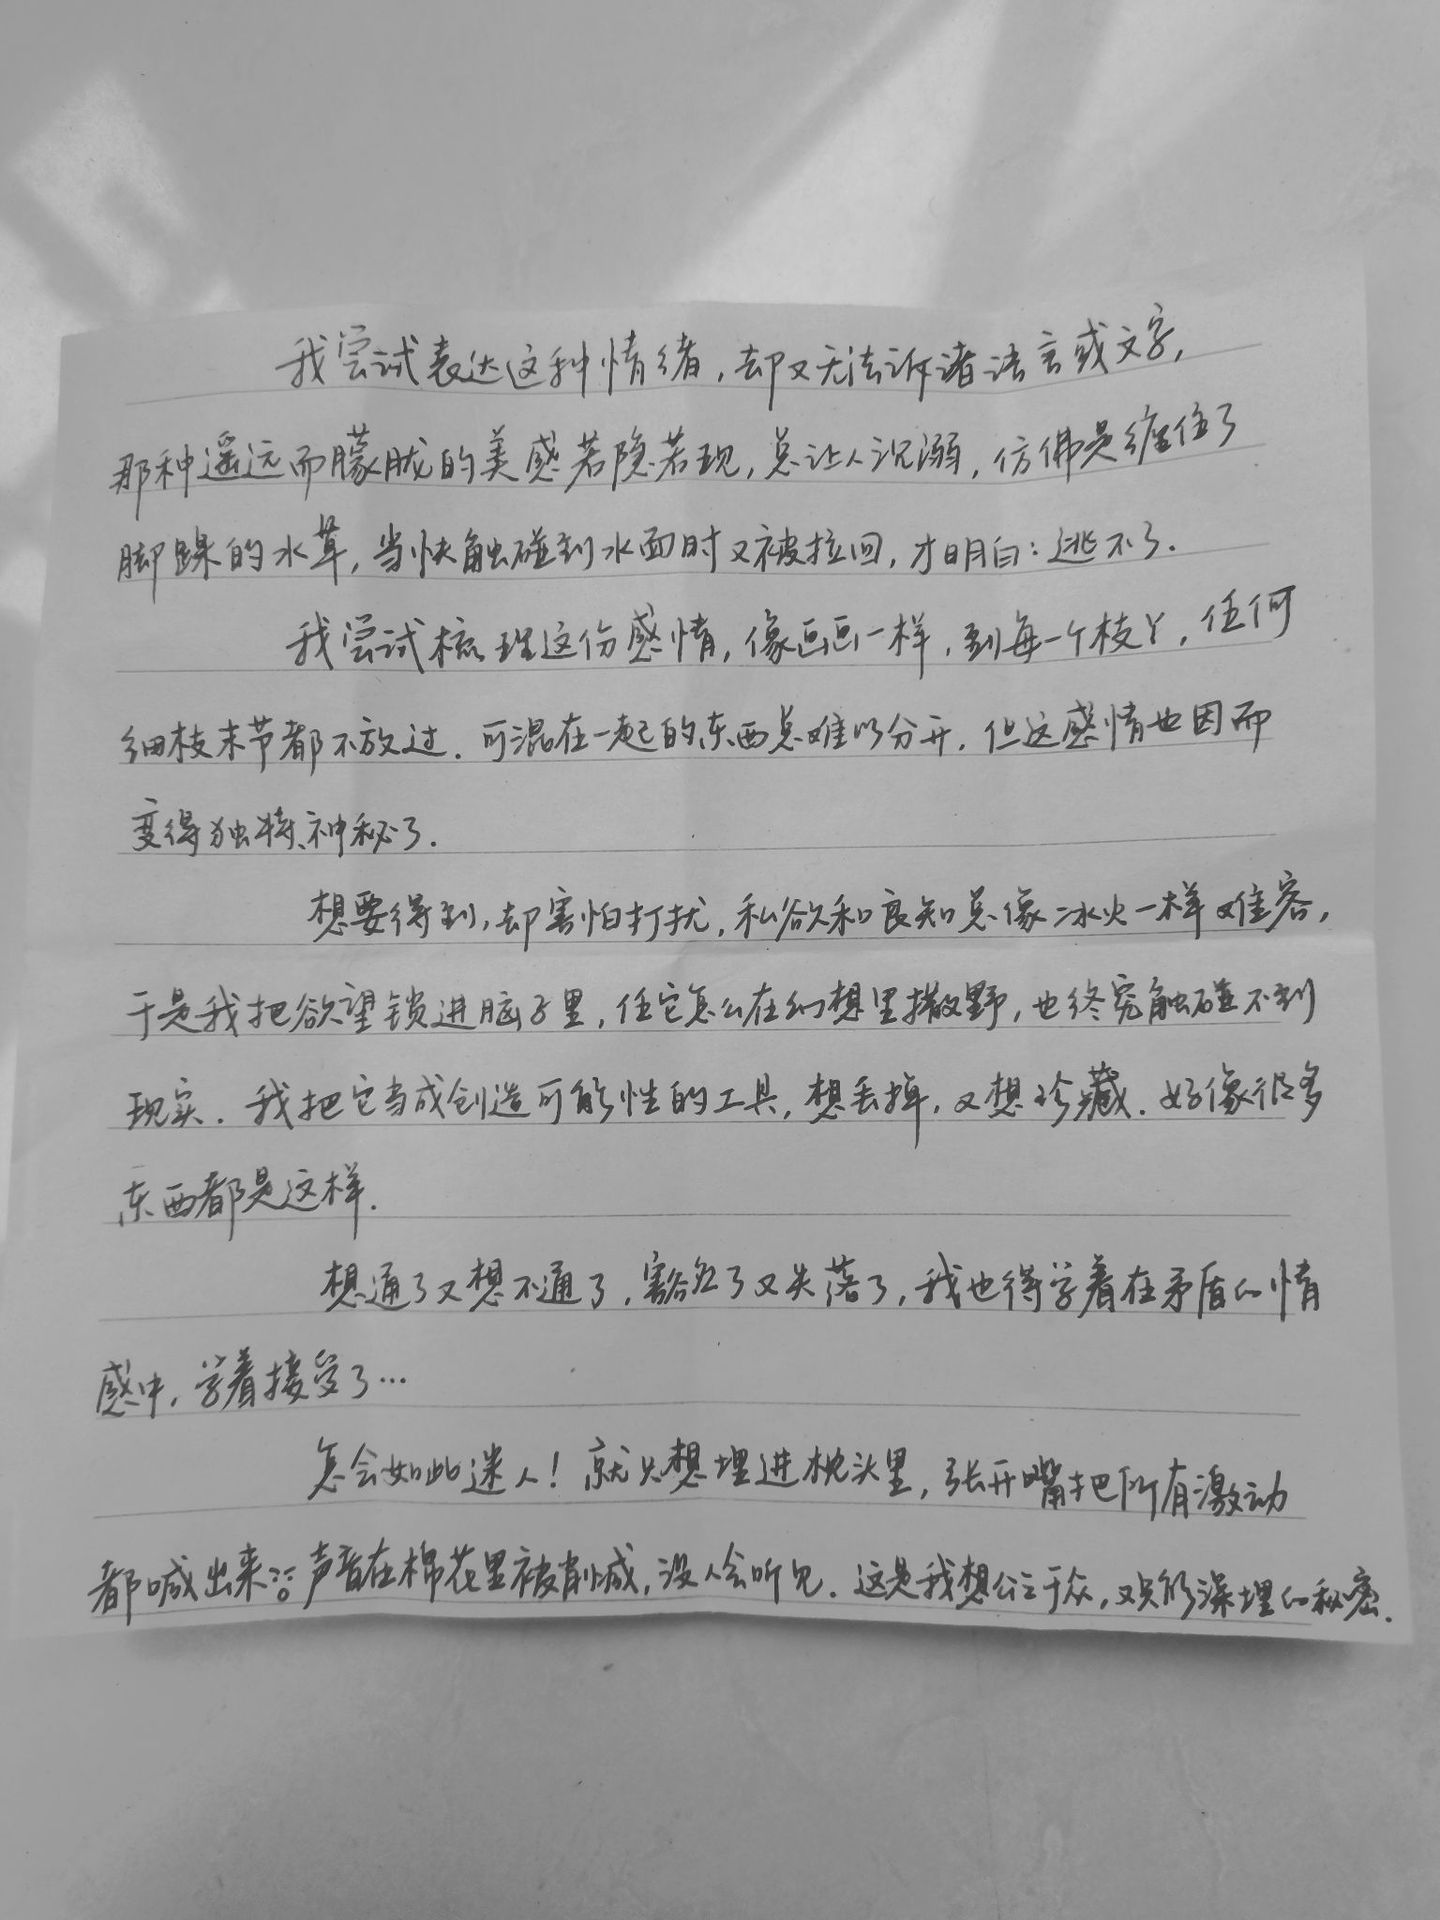 我尝试表达这种情绪，却又无法诉诸语言或文字，
那种遥远而朦胧的美感若隐若现，总让人沉溺，仿佛是缠住了
脚踝的水草，当快触碰到水面时又被拉回，才明白：逃不了.
我尝试梳理这份感情，像画画一样，到每一个枝丫，任何
细枝末节都不放过. 可混在一起的东西总难以分开，但这感情也因而
变得独特、神秘了.
想要得到，却害怕打扰，私欲和良知总像冰火一样难容，
于是我把欲望锁进脑子里，任它怎么在幻想里撒野，也终究触碰不到
现实. 我把它当成创造可能性的工具，想丢掉，又想珍藏. 好像很多
东西都是这样.
想通了又想不通了，豁然了又失落了，我也得学着在矛盾的情
感中，学着接受了…
怎会如此迷人！就只想埋进枕头里，张开嘴把所有激动
都喊出来 声音在棉花里被削减，没人会听见. 这是我想公之于众，又只能深埋的秘密.